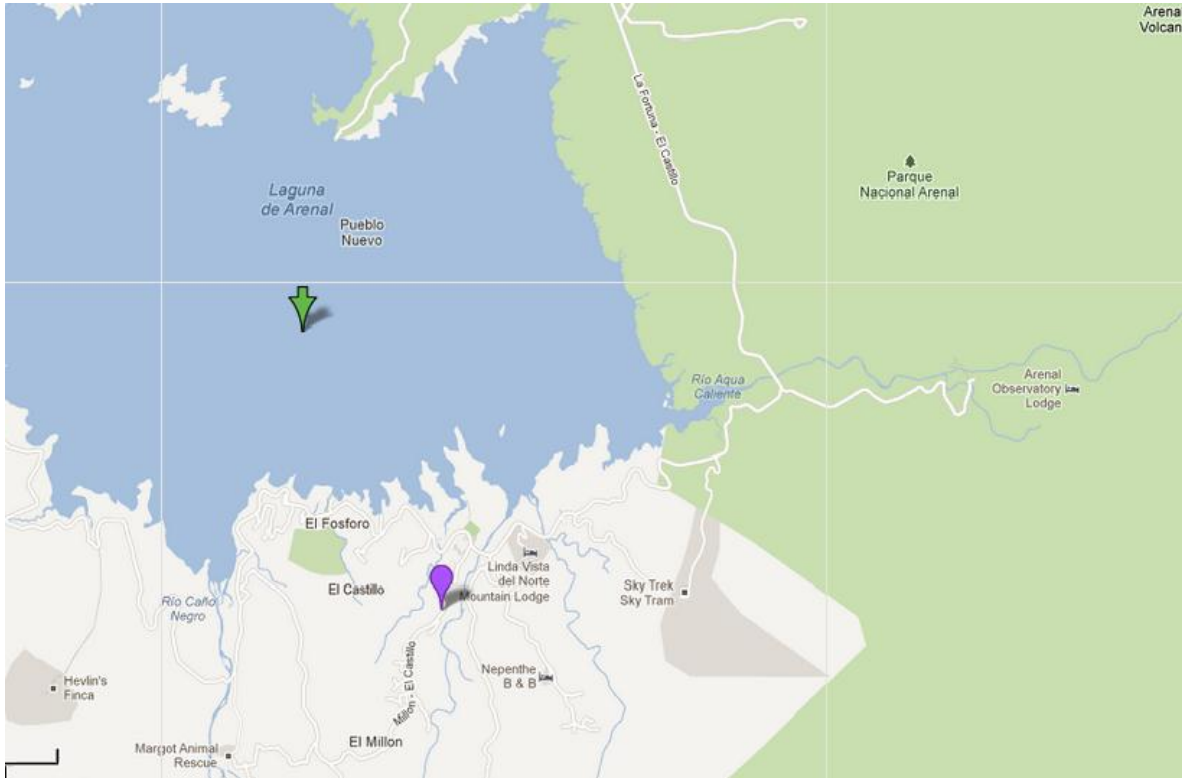 Arena
Volcan
La Fortuna - El Castillo
Parque
Nacional Arenal
Laguna
de Arenal
Pueblo
Nuevo
Río Aqua
Caliente
Arenal
Observatory
Lodge
El Fosforo
Linda Vista
del Norte
Mountain Lodge
El Castillo
Sky Trek
Sky Tram
Río Caño
Negro
Hevlin's
Finca
Nepenthe
B & B
Millon - El Castillo
El Millon
Margot Animal
Rescue